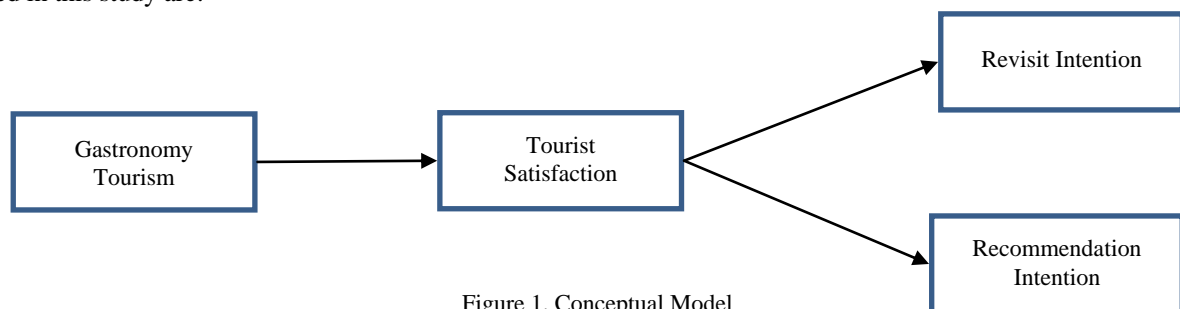 ed in this study are:
Revisit Intention
Gastronomy
Tourism
Tourist
Satisfaction
Recommendation
Intention
Figure 1. Conceptual Model